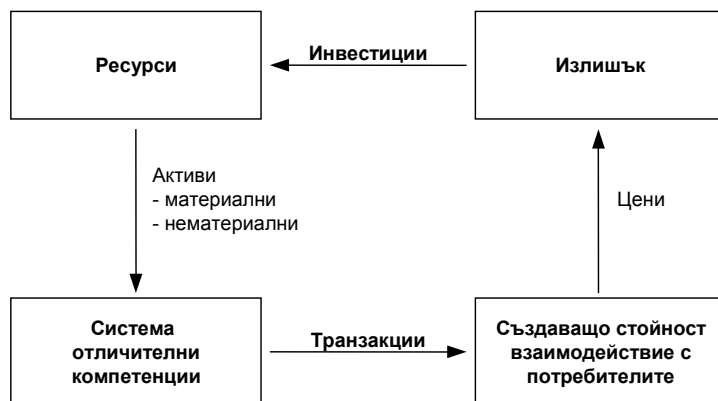 Ресурси
Инвестиции
Излишък
Активи
- материални
- нематериални
Цени
Система
отличителни
компетенции
Транзакции
Създаващо стойност
взаимодействие с
потребителите